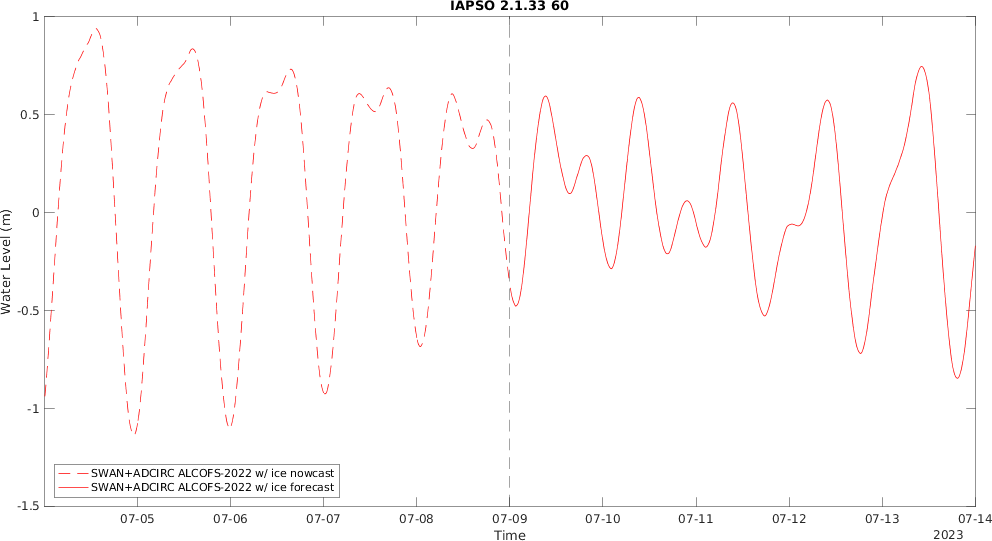 IAPSO 2.1.33 60
1
0.5
0
-0.5
-1
-1.5
Water Level (m)
SWAN+ADCIRC ALCOFS-2022 w/ ice nowcast
SWAN+ADCIRC ALCOFS-2022 w/ ice forecast
07-05 07-06 07-07 07-08 07-09 07-10 07-11 07-12 07-13 07-14
Time
2023